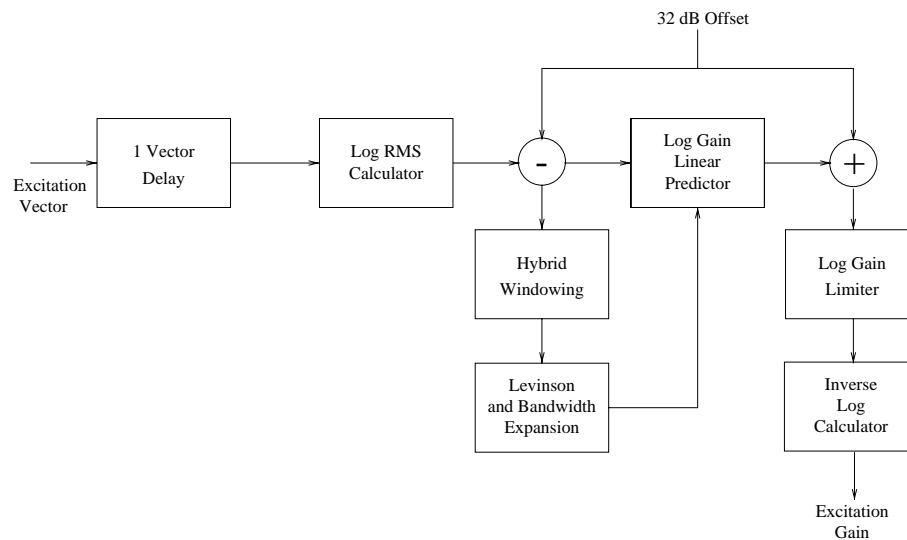 32 dB Offset
1 Vector
Delay
Log RMS
Calculator
-
Log Gain
Linear
Predictor
+
Excitation
Vector
Hybrid
Windowing
Log Gain
Limiter
Levinson
and Bandwidth
Expansion
Inverse
Log
Calculator
Excitation
Gain